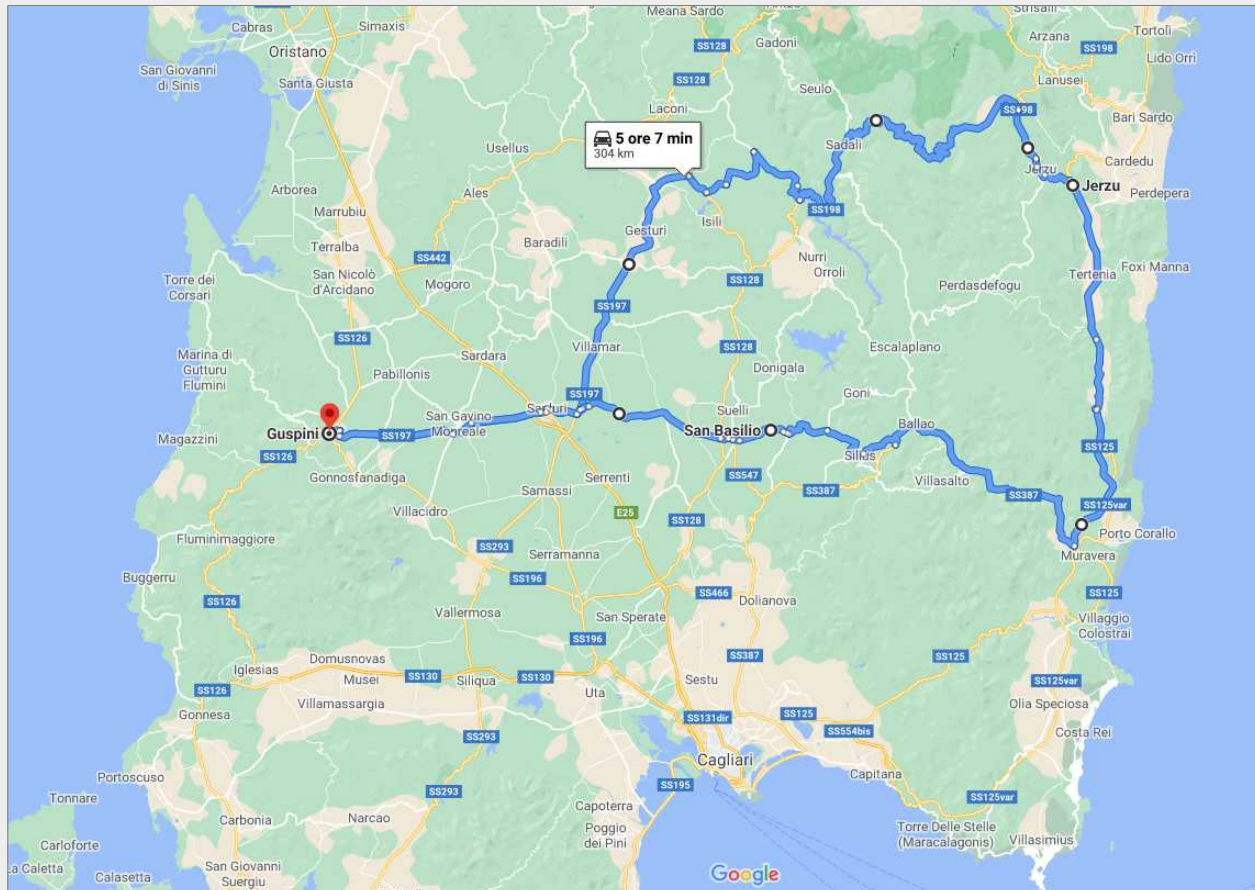 Cabras
Simaxis
Oristano
San Giovanni
di Sinis
Santa Giusta
Meana Sardo
SS128
Gadoni
Strisaili
Arzana
SS198
Tortolì
Lido Orrì
Lanusei
SS128
Seulo
Laconi
Usellus
5 ore 7 min
304 km
Sadali
SS198
Bari Sardo
Jerzu
Cardedu
Jerzu
Perdepera
Arborea
Ales
Marrubiu
Isili
SS198
Terralba
SS442
Baradili
Gesturi
Nurri
Orroli
San Nicolò
d'Arcidano
Torre dei
Corsari
Mogoro
SS128
Foxi Manna
Tertenia
Perdasdefogu
SS197
SS126
Villamar
SS128
Escalaplano
Sardara
Marina di
Gutturu
Flumini
Pabillonis
Donigala
Goni
SS197
Sanluri
Suelli
San Gavino
Monreale
San Basilio
Ballao
Guspini
SS197
Magazzini
SS126
Silius
SS125
Gonnosfanadiga
Serrenti
SS547
SS387
Villasalto
SS387
Samassi
SS125var
Villacidro
E25
SS128
Porto Corallo
Fluminimaggiore
SS293
Serramanna
Muravera
Buggerru
SS196
SS466
SS125
SS126
Vallermosa
San Sperate
Dolianova
Villaggio
Colostrai
SS196
Iglesias
Domusnovas
SS130
SS130
SS387
SS125
Musei
Siliqua
Uta
Sestu
SS125var
SS126
Villamassargia
Gonnesa
SS131dir
SS125
Olia Speciosa
SS293
SS554bis
Costa Rei
Cagliari
Capitana
Portoscuso
SS195
SS293
SS125var
Tonnare
Narcao
Capoterra
Carbonia
Poggio
dei Pini
Torre Delle Stelle
(Maracalagonis)
Villasimius
Carloforte
La Caletta
San Giovanni
Suergiu
Calasetta
Google